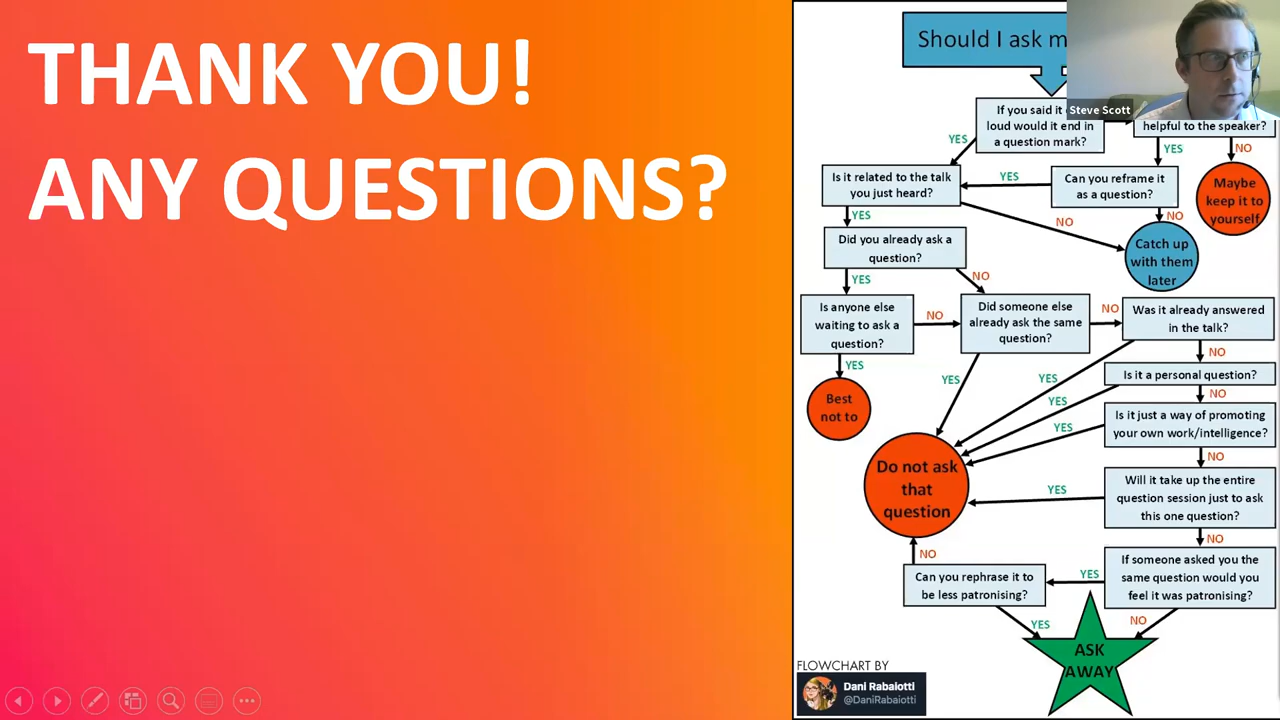 THANK YOU!
ANY QUESTIONS?
Should I ask m
Steve Scott
If you said it
loud would it end in
a question mark?
helpful to the speaker?
YES
YES
NO
Is it related to the talk
you just heard?
YES
Can you reframe it
as a question?
Maybe
keep it to
yourself
YES
NO
NO
Did you already ask a
question?
Catch up
with them
later
YES
NO
Is anyone else
waiting to ask a
question?
NO
Did someone else
already ask the same
question?
NO
Was it already answered
in the talk?
YES
YES
YES
NO
Is it a personal question?
Best
not to
YES
NO
Is it just a way of promoting
your own work/intelligence?
YES
NO
Do not ask
that
question
Will it take up the entire
question session just to ask
this one question?
YES
NO
NO
Can you rephrase it to
be less patronising?
YES
If someone asked you the
same question would you
feel it was patronising?
YES
NO
ASK
AWAY
FLOWCHART BY
Dani Rabaiotti
@DaniRabaiotti